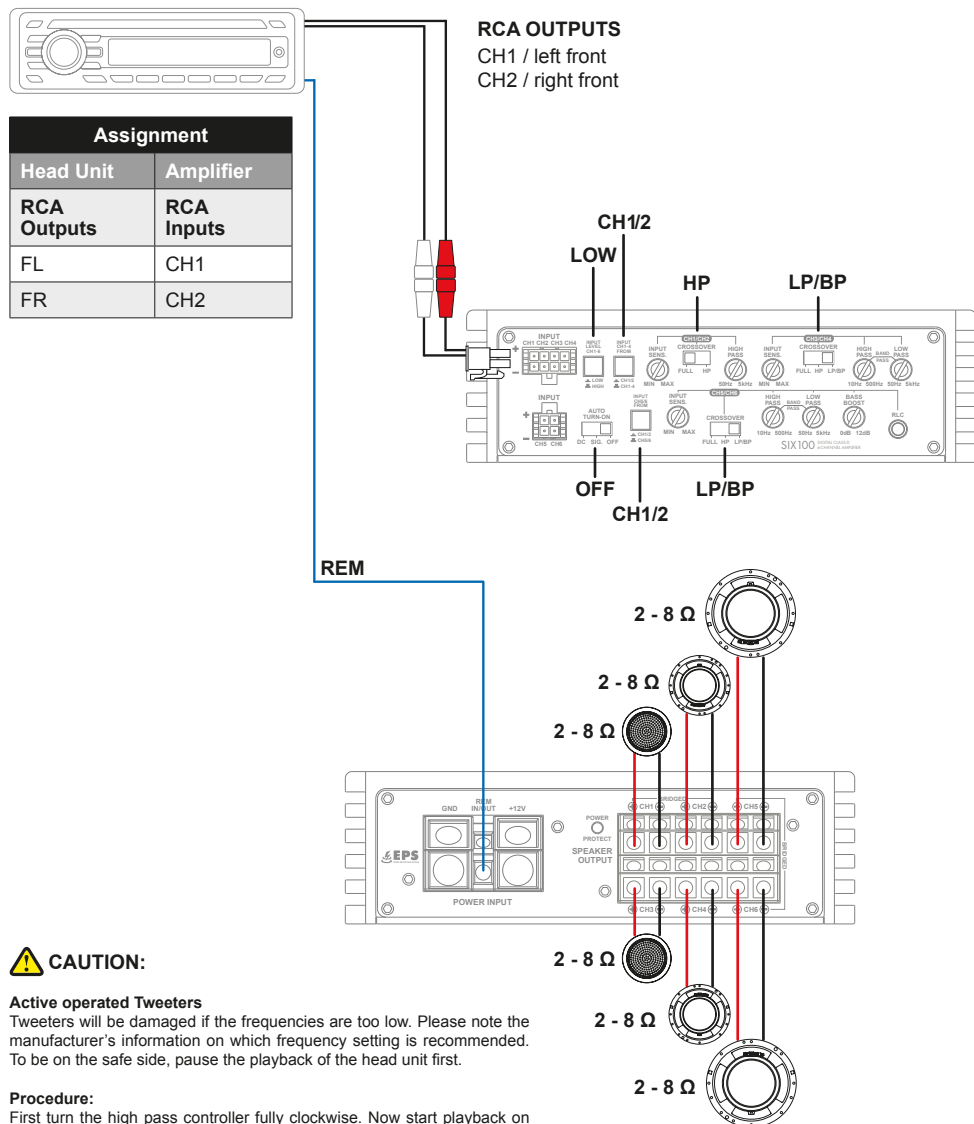 RCA OUTPUTS
CH1 / left front
CH2 / right front
Assignment
Head Unit Amplifier
RCA Outputs RCA Inputs
FL CH1
FR CH2
CH1/2
LOW
HP
LP/BP
INPUT
CH1 CH2 CH3 CH4
+
−
INPUT
LEVEL
CH1-6
LOW
HIGH
INPUT
CH1-4
FROM
CH1/2
CH1-4
INPUT
SENS.
MIN MAX
CH1/CH2
CROSSOVER
FULL HP
HIGH
PASS
50Hz 5kHz
INPUT
SENS.
MIN MAX
CH3/CH4
CROSSOVER
FULL HP LP/BP
HIGH
PASS
BAND
PASS
LOW
PASS
10Hz 500Hz 50Hz 5kHz
INPUT
+
−
CH5 CH6
AUTO
TURN-ON
DC SIG. OFF
INPUT
CH5/6
FROM
CH1/2
CH5/6
INPUT
SENS.
MIN MAX
CH5/CH6
CROSSOVER
FULL HP LP/BP
HIGH
PASS
BAND
PASS
LOW
PASS
10Hz 500Hz 50Hz 5kHz
BASS
BOOST
0dB 12dB
RLC
SIX100
OFF
CH1/2
LP/BP
REM
2 - 8 Ω
2 - 8 Ω
2 - 8 Ω
GND
REM
IN/OUT
+12V
EPS
POWER INPUT
POWER
PROTECT
SPEAKER
OUTPUT
BRIDGED
CH1 CH2 CH5
BRIDGED
CH3 CH4 CH6
2 - 8 Ω
2 - 8 Ω
2 - 8 Ω
CAUTION:
Active operated Tweeters
Tweeters will be damaged if the frequencies are too low. Please note the
manufacturer's information on which frequency setting is recommended.
To be on the safe side, pause the playback of the head unit first.
Procedure:
First turn the high pass controller fully clockwise. Now start playback on